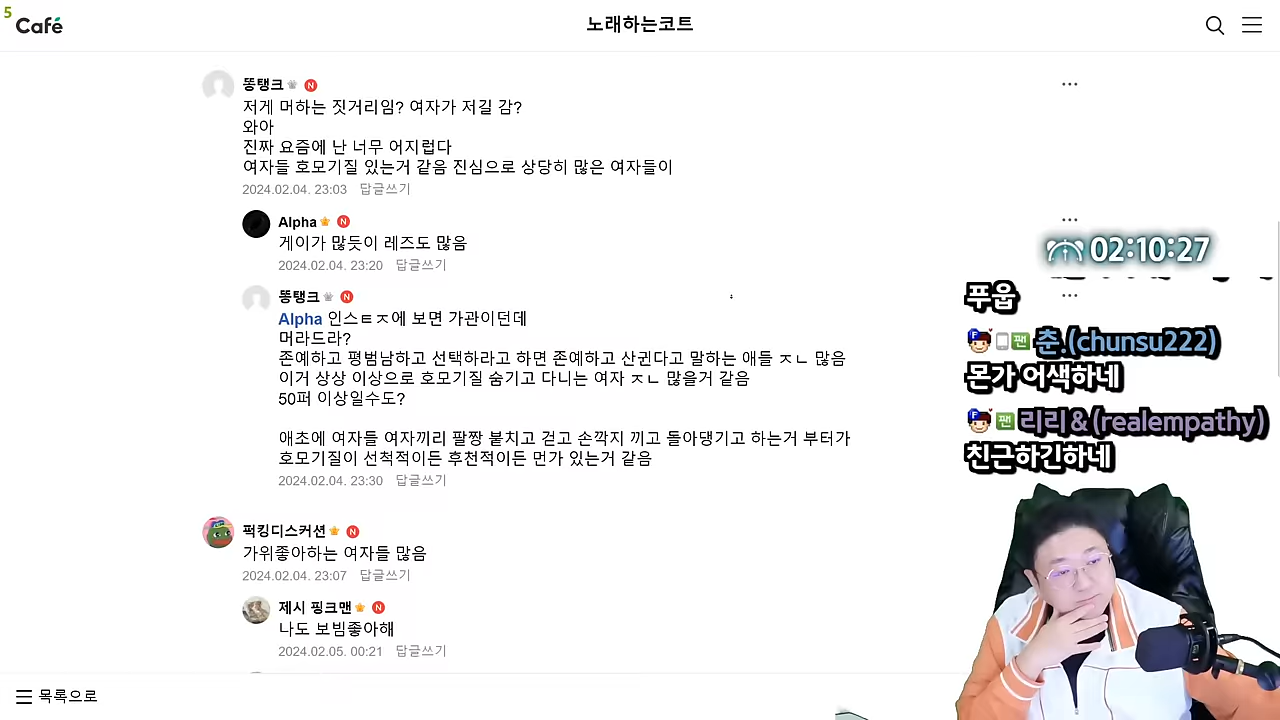 5
Café
노래하는코트
똥탱크 N
저게 머하는 짓거리임? 여자가 저길 감?
와아
진짜 요즘에 난 너무 어지럽다
여자들 호모기질 있는거 같음 진심으로 상당히 많은 여자들이
2024.02.04. 23:03 답글쓰기
Alpha N
게이가 많듯이 레즈도 많음
2024.02.04. 23:20 답글쓰기
똥탱크 N
Alpha 인스ㅌㅈ에 보면 가관이던데
머라드라?
존예하고 평범남하고 선택하라고 하면 존예하고 산귄다고 말하는 애들 ㅈㄴ 많음
이거 상상 이상으로 호모기질 숨기고 다니는 여자 ㅈㄴ 많을거 같음
50퍼 이상일수도?
애초에 여자들 여자끼리 팔짱 붙치고 걷고 손깍지 끼고 돌아댕기고 하는거 부터가
호모기질이 선척적이든 후천적이든 먼가 있는거 같음
2024.02.04. 23:30 답글쓰기
퍽킹디스커션 N
가위좋아하는 여자들 많음
2024.02.04. 23:07 답글쓰기
제시 핑크맨 N
나도 보빔좋아해
2024.02.05. 00:21 답글쓰기
목록으로
02:10:27
푸웁
팬 춘.(chunsu222)
몬가 어색하네
팬 리리&(realempathy)
친근하긴하네